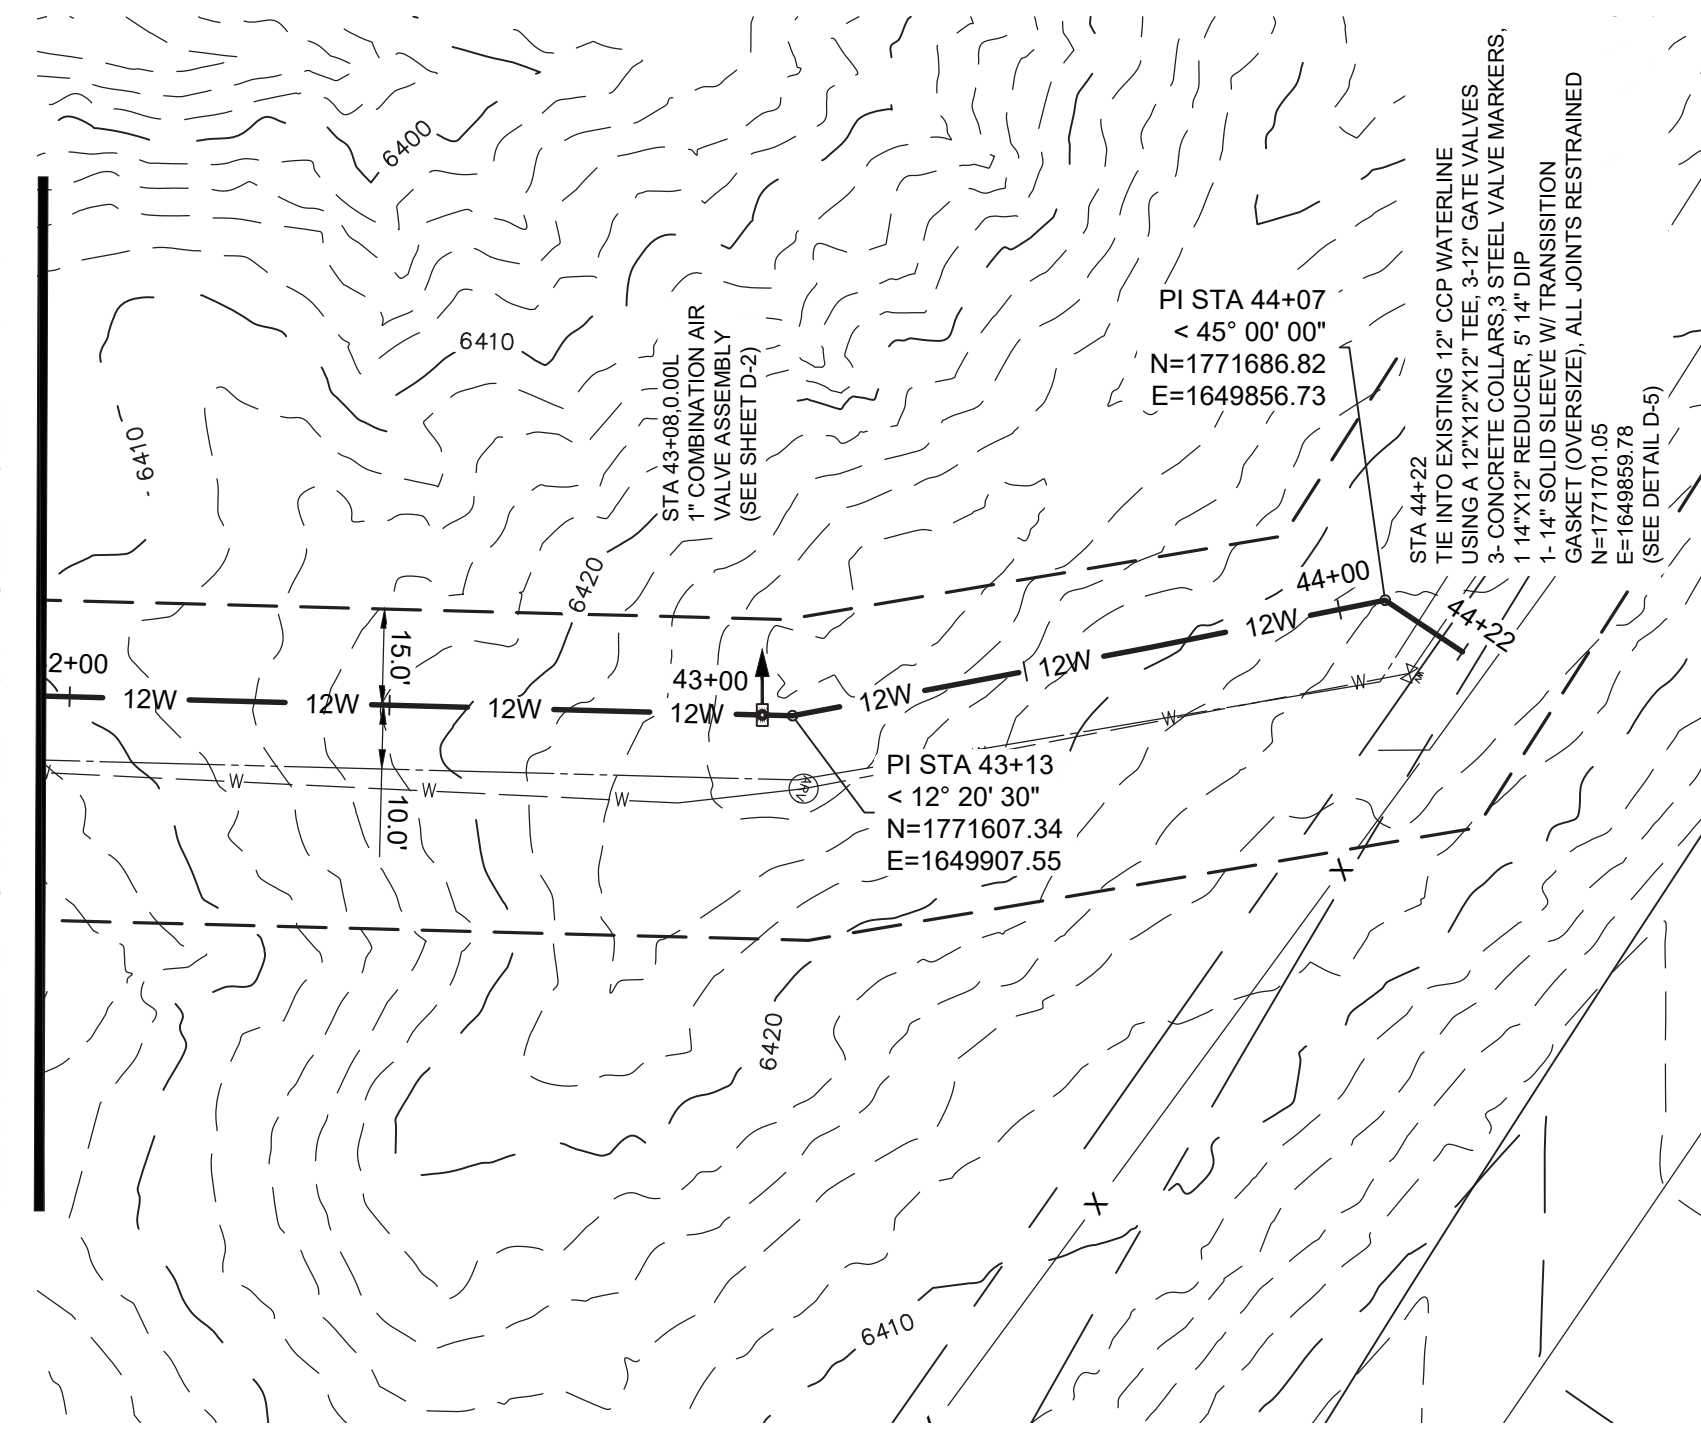 6400
6410
6410
STA 43+08,0.00L
1" COMBINATION AIR
VALVE ASSEMBLY
(SEE SHEET D-2)
PI STA 44+07
< 45° 00' 00"
N=1771686.82
E=1649856.73
STA 44+22
TIE INTO EXISTING 12" CCP WATERLINE
USING A 12"X12"X12" TEE, 3-12" GATE VALVES
3- CONCRETE COLLARS,3 STEEL VALVE MARKERS,
1 14"X12" REDUCER, 5' 14" DIP
1- 14" SOLID SLEEVE W/ TRANSISITION
GASKET (OVERSIZE), ALL JOINTS RESTRAINED
N=1771701.05
E=1649859.78
(SEE DETAIL D-5)
6420
44+00
44+22
2+00
15.0'
43+00
12W
12W
12W
12W
12W
12W
12W
W
W
W
W
W
ARV
10.0'
PI STA 43+13
< 12° 20' 30"
N=1771607.34
E=1649907.55
X
6420
X
6410